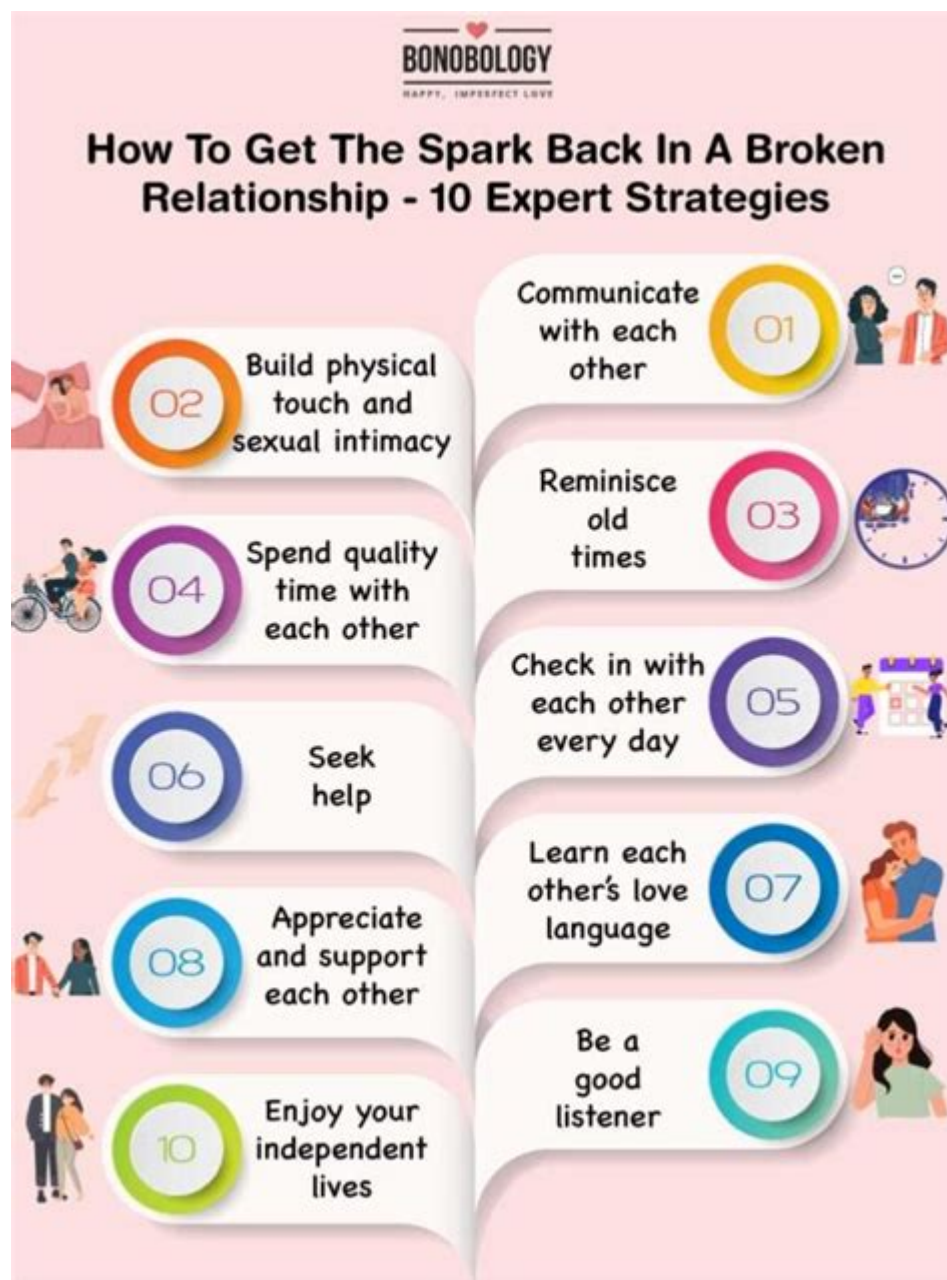 BONOBOLOGY
HAPPY, IMPERFECT LOVE
How To Get The Spark Back In A Broken
Relationship - 10 Expert Strategies
Communicate
with each
other
01
02
Build physical
touch and
sexual intimacy
Reminisce
old
times
03
04
Spend quality
time with
each other
Check in with
each other
every day
05
06
Seek
help
Learn each
other's love
language
07
08
Appreciate
and support
each other
Be a
good
listener
09
10
Enjoy your
independent
lives